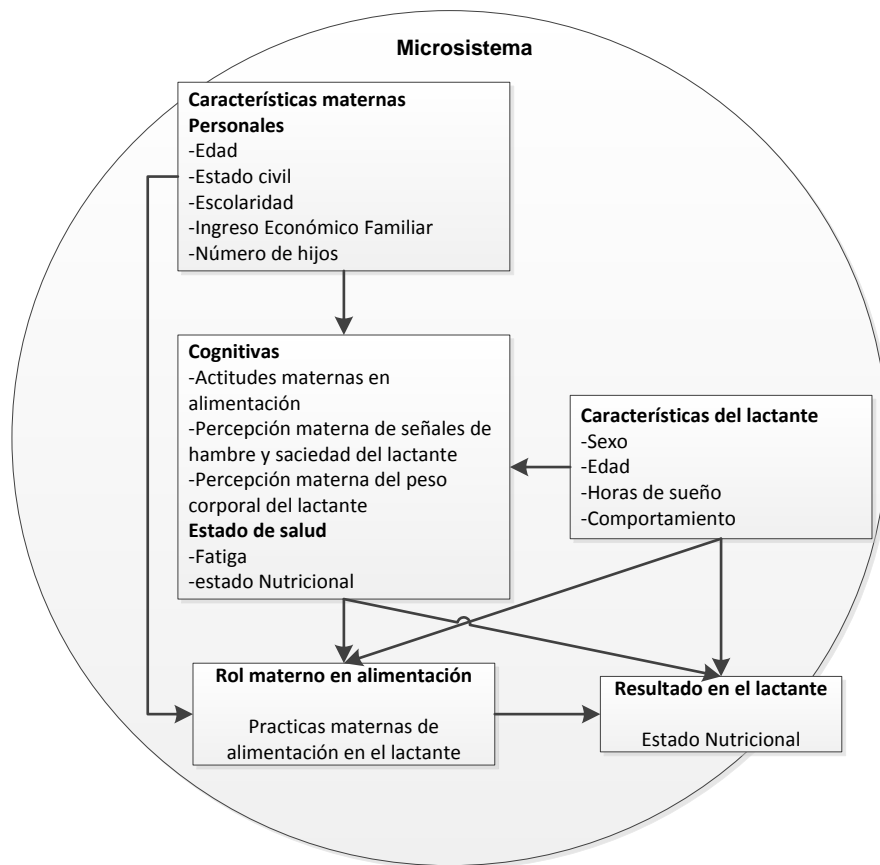 Microsistema
Características maternas
Personales
-Edad
-Estado civil
-Escolaridad
-Ingreso Económico Familiar
-Número de hijos
Cognitivas
-Actitudes maternas en
alimentación
-Percepción materna de señales de
hambre y saciedad del lactante
-Percepción materna del peso
corporal del lactante
Estado de salud
-Fatiga
-estado Nutricional
Características del lactante
-Sexo
-Edad
-Horas de sueño
-Comportamiento
Rol materno en alimentación
Practicas maternas de
alimentación en el lactante
Resultado en el lactante
Estado Nutricional